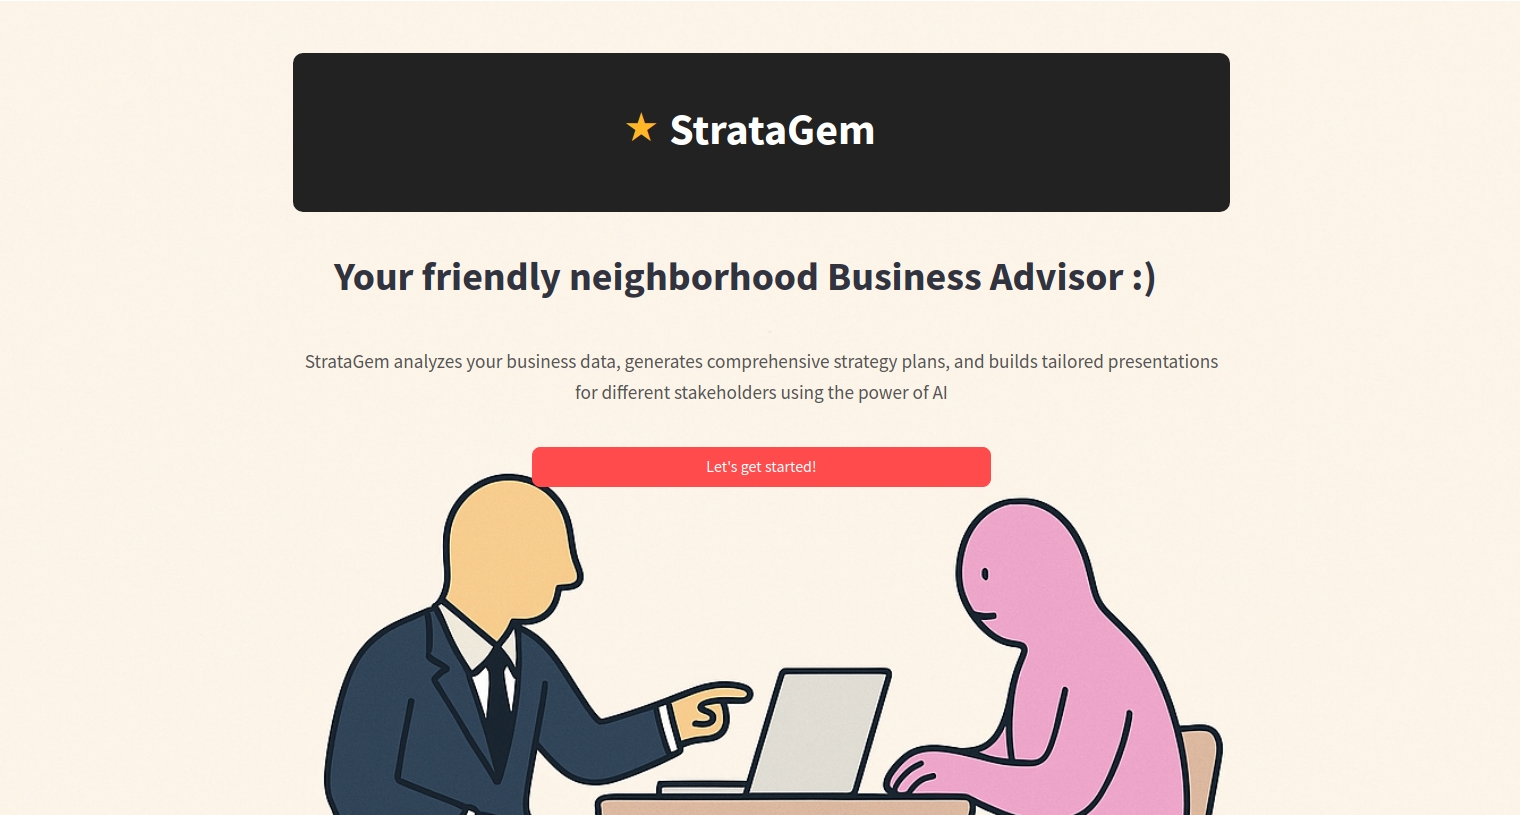 ★ StrataGem
Your friendly neighborhood Business Advisor :)
StrataGem analyzes your business data, generates comprehensive strategy plans, and builds tailored presentations
for different stakeholders using the power of AI
Let's get started!